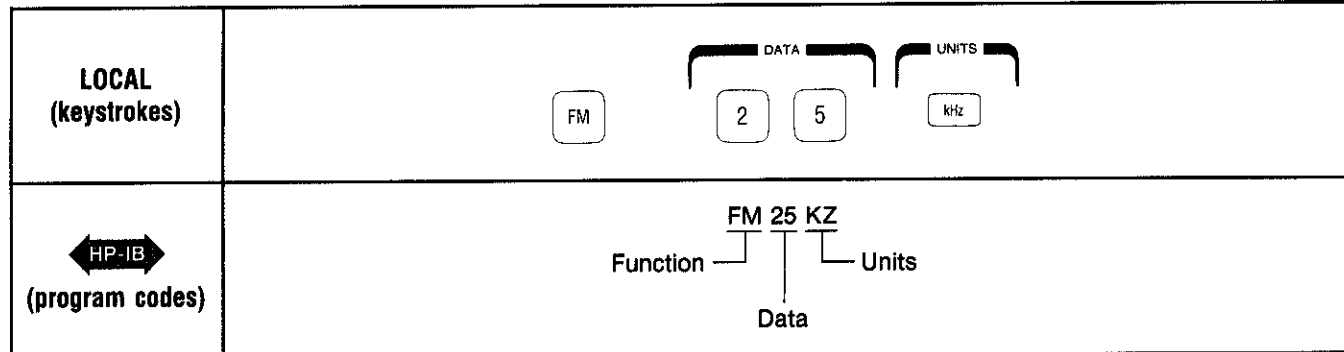 LOCAL
(keystrokes)
DATA UNITS
FM 2 5 kHz
HP-IB
(program codes)
FM 25 KZ
Function Units
Data